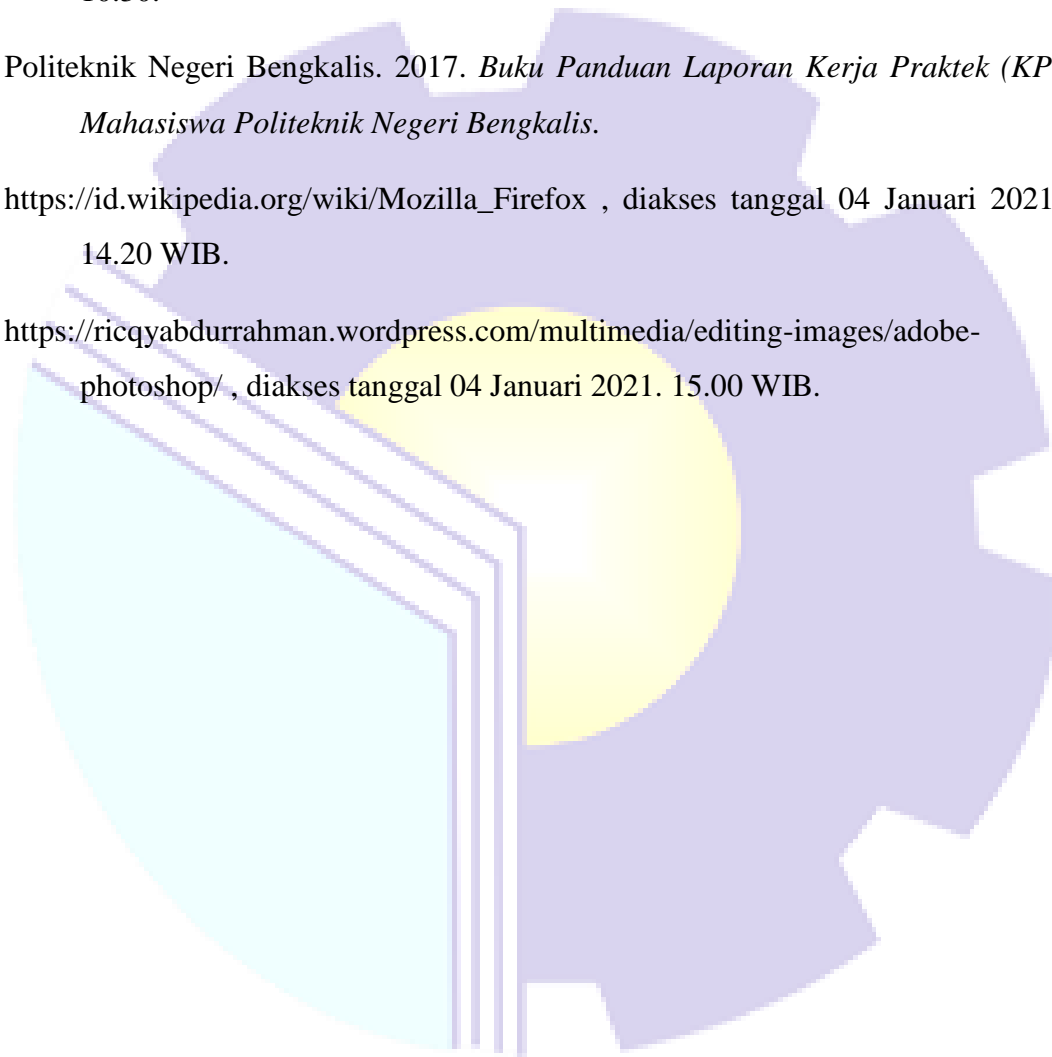 Politeknik Negeri Bengkalis. 2017. Buku Panduan Laporan Kerja Praktek (KP
Mahasiswa Politeknik Negeri Bengkalis.
https://id.wikipedia.org/wiki/Mozilla_Firefox , diakses tanggal 04 Januari 2021
14.20 WIB.
https://ricqyabdurrahman.wordpress.com/multimedia/editing-images/adobe-
photoshop/ , diakses tanggal 04 Januari 2021. 15.00 WIB.